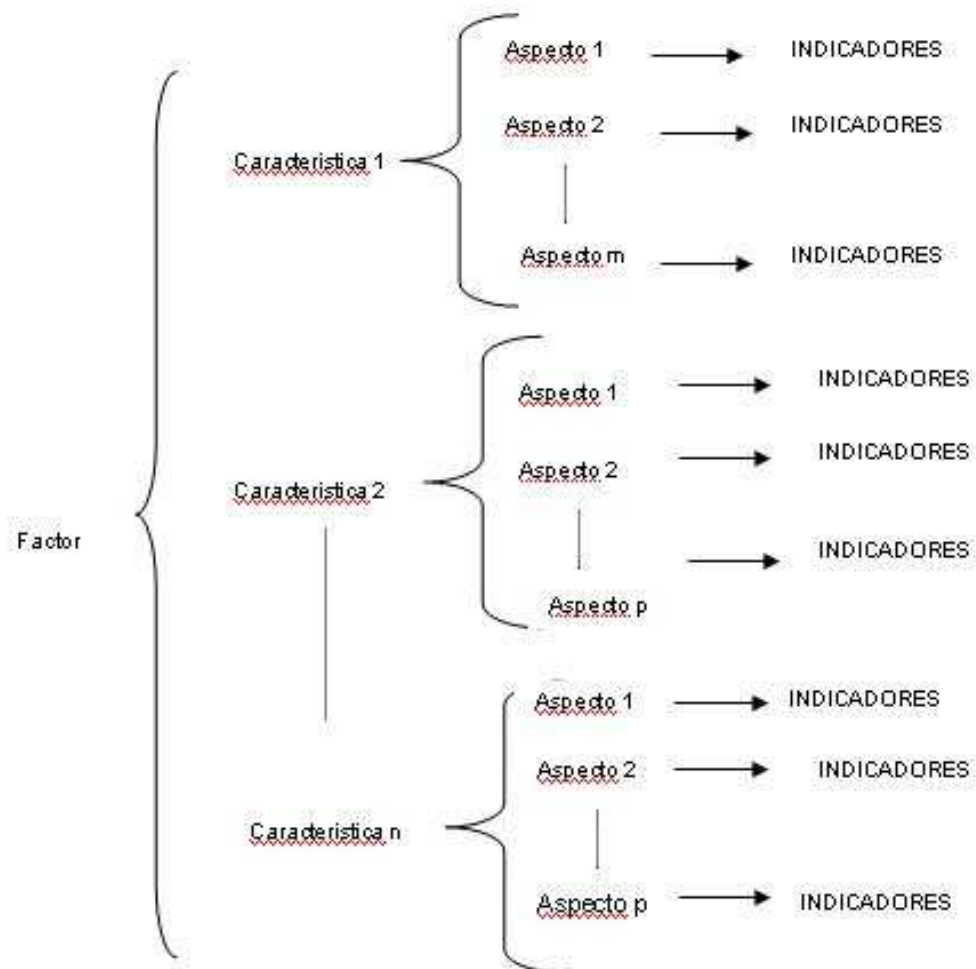 Aspecto 1 INDICADORES
Aspecto 2 INDICADORES
Caracteristica 1
Aspecto m INDICADORES
Aspecto 1 INDICADORES
Aspecto 2 INDICADORES
Caracteristica 2
Factor
INDICADORES
Aspecto p
Aspecto 1 INDICADORES
Aspecto 2 INDICADORES
Caracteristica n
Aspecto p INDICADORES